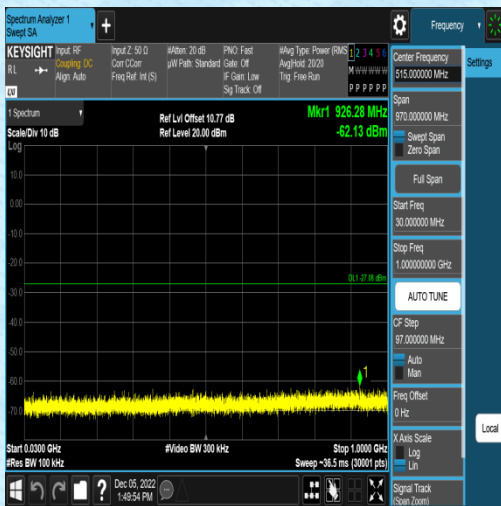 Spectrum Analyzer 1
Swept SA
Frequency
KEYSIGHT
RL
Input: RF
Coupling: DC
Align: Auto
Input Z: 50 Ω
Corr CCorr
Freq Ref: Int (S)
#Atten: 20 dB
µW Path: Standard
PNO: Fast
Gate: Off
IF Gain: Low
Sig Track: Off
#Avg Type: Power (RMS
Avg|Hold: 20/20
Trig: Free Run
1 2 3 4 5 6
M W W W W W
P P P P P P
1 Spectrum
Scale/Div 10 dB
Log
Ref Lvl Offset 10.77 dB
Ref Level 20.00 dBm
Mkr1 926.28 MHz
-62.13 dBm
10.0
0.00
-10.0
-20.0
-30.0
-40.0
-50.0
-60.0
-70.0
1
Start 0.0300 GHz
#Res BW 100 kHz
#Video BW 300 kHz
Stop 1.0000 GHz
Sweep ~36.5 ms (30001 pts)
Dec 05, 2022
1:49:54 PM
Center Frequency
515.000000 MHz
Settings
Span
970.000000 MHz
Swept Span
Zero Span
Full Span
Start Freq
30.000000 MHz
Stop Freq
1.000000000 GHz
AUTO TUNE
CF Step
97.000000 MHz
Auto
Man
Freq Offset
0 Hz
X Axis Scale
Log
Lin
Local
Signal Track
(Span Zoom)